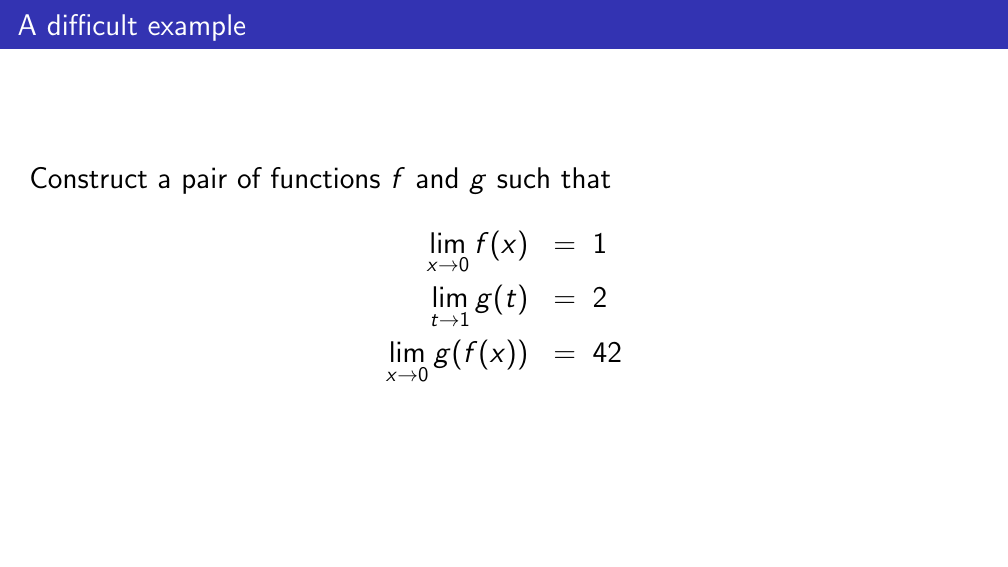 A difficult example
Construct a pair of functions f and g such that
lim f(x) = 1
x→0
lim g(t) = 2
t→1
lim g(f(x)) = 42
x→0